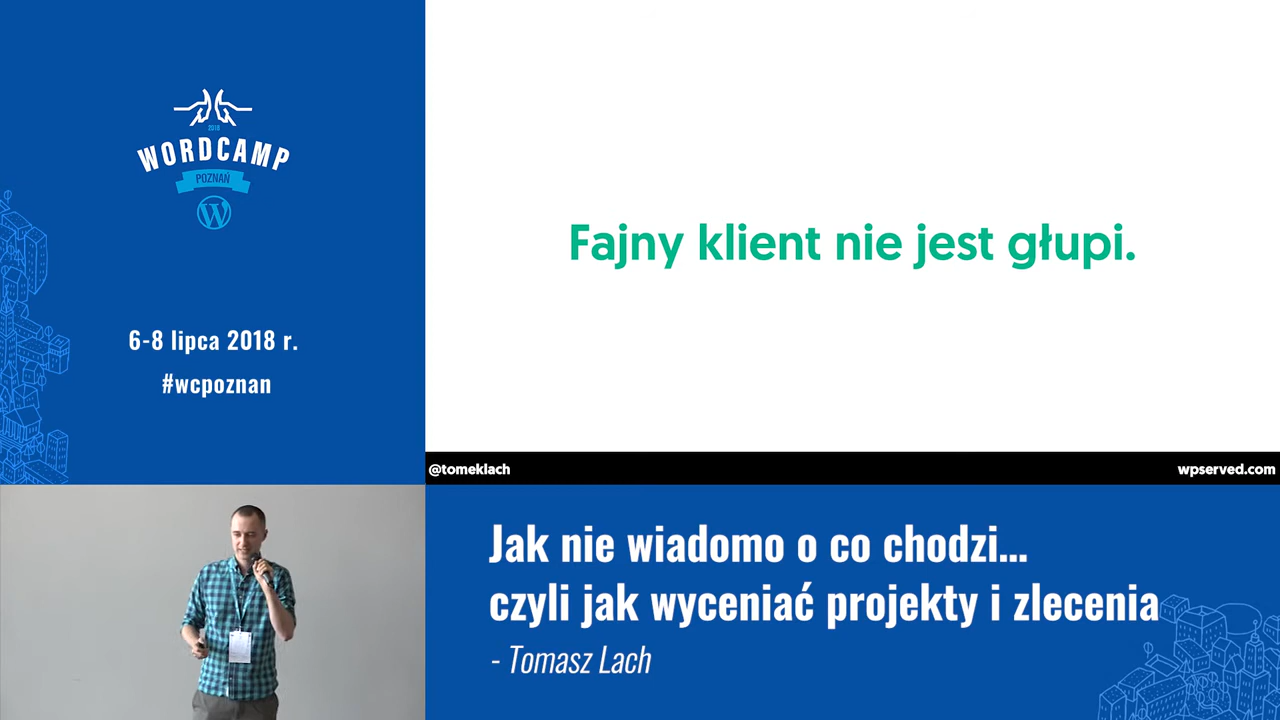 2018
WORDCAMP
POZNAŃ
6-8 lipca 2018 r.
#wcpoznan
Fajny klient nie jest głupi.
@tomeklach
wpserved.com
Jak nie wiadomo o co chodzi...
czyli jak wyceniać projekty i zlecenia
- Tomasz Lach